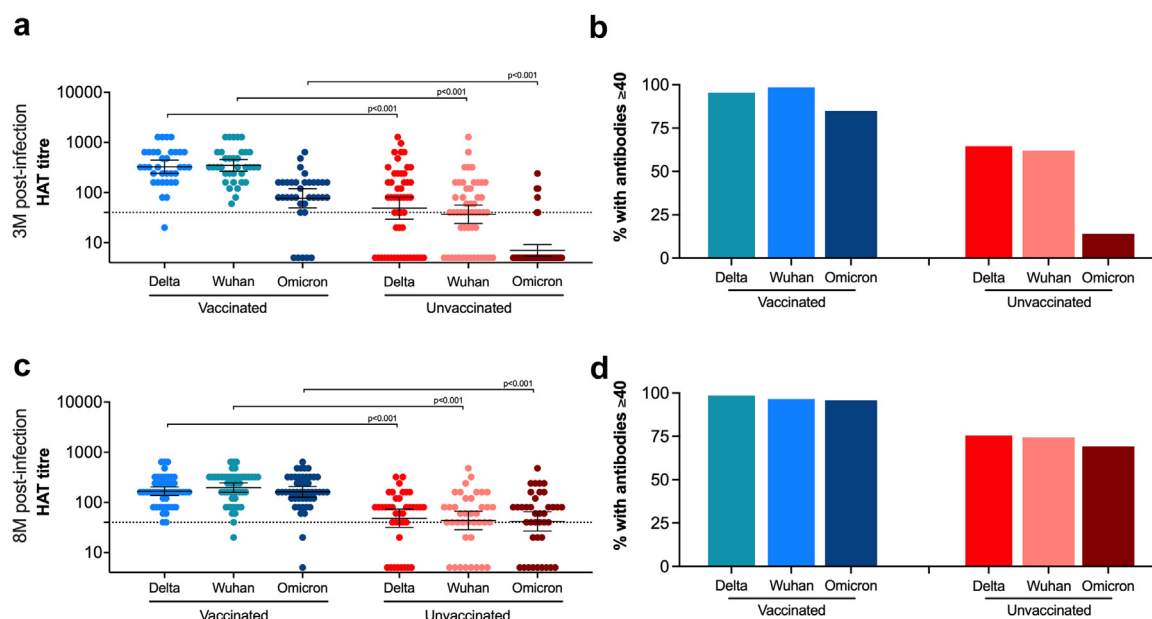 a
3M post-infection
HAT titre
10000
1000
100
10
p<0.001
p<0.001
p<0.001
Delta Wuhan Omicron Delta Wuhan Omicron
Vaccinated Unvaccinated
b
% with antibodies ≥40
100
75
50
25
0
Delta Wuhan Omicron Delta Wuhan Omicron
Vaccinated Unvaccinated
c
8M post-infection
HAT titre
10000
1000
100
10
p<0.001
p<0.001
p<0.001
Delta Wuhan Omicron Delta Wuhan Omicron
Vaccinated Unvaccinated
d
% with antibodies ≥40
100
75
50
25
0
Delta Wuhan Omicron Delta Wuhan Omicron
Vaccinated Unvaccinated